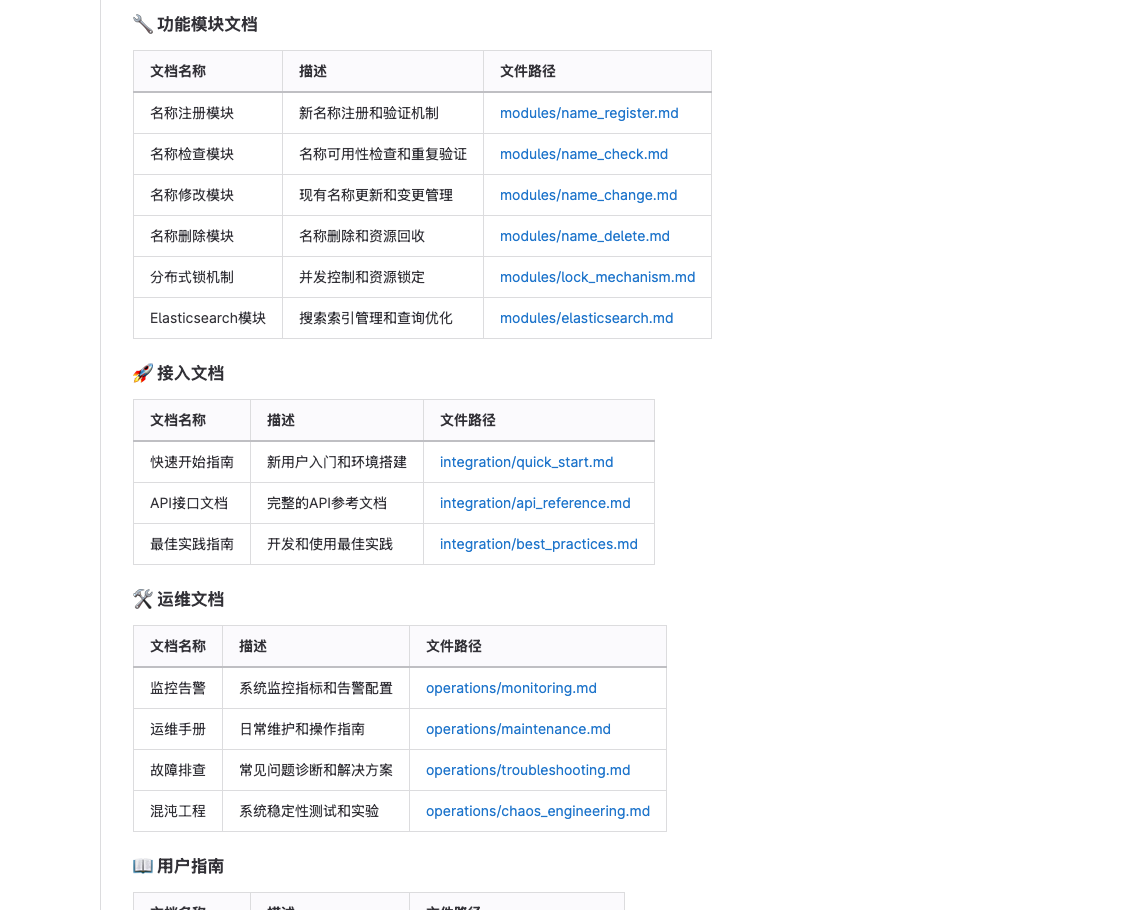 🔧 功能模块文档
文档名称 描述 文件路径
名称注册模块 新名称注册和验证机制 modules/name_register.md
名称检查模块 名称可用性检查和重复验证 modules/name_check.md
名称修改模块 现有名称更新和变更管理 modules/name_change.md
名称删除模块 名称删除和资源回收 modules/name_delete.md
分布式锁机制 并发控制和资源锁定 modules/lock_mechanism.md
Elasticsearch模块 搜索索引管理和查询优化 modules/elasticsearch.md
🚀 接入文档
文档名称 描述 文件路径
快速开始指南 新用户入门和环境搭建 integration/quick_start.md
API接口文档 完整的API参考文档 integration/api_reference.md
最佳实践指南 开发和使用最佳实践 integration/best_practices.md
🛠 运维文档
文档名称 描述 文件路径
监控告警 系统监控指标和告警配置 operations/monitoring.md
运维手册 日常维护和操作指南 operations/maintenance.md
故障排查 常见问题诊断和解决方案 operations/troubleshooting.md
混沌工程 系统稳定性测试和实验 operations/chaos_engineering.md
📖 用户指南
文档名称 描述 文件路径